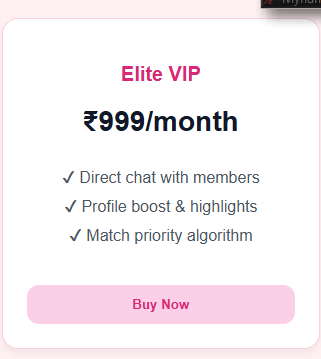 Elite VIP
₹999/month
✓ Direct chat with members
✓ Profile boost & highlights
✓ Match priority algorithm
Buy Now